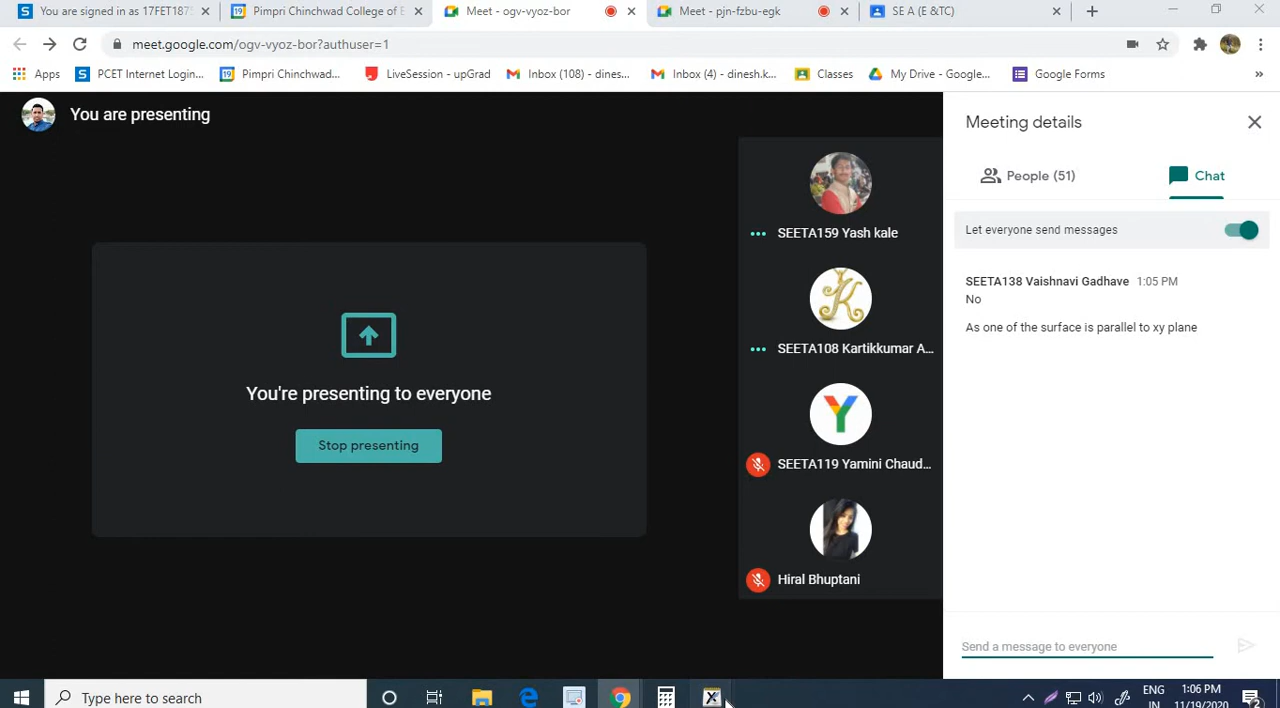 You are signed in as 17FET187
Pimpri Chinchwad College of E
Meet - ogv-vyoz-bor
Meet - pjn-fzbu-egk
SE A (E &TC)
meet.google.com/ogv-vyoz-bor?authuser=1
Apps
PCET Internet Login...
Pimpri Chinchwad...
LiveSession - upGrad
Inbox (108) - dines...
Inbox (4) - dinesh.k...
Classes
My Drive - Google...
Google Forms
»
You are presenting
Meeting details
People (51)
Chat
SEETA159 Yash kale
Let everyone send messages
SEETA138 Vaishnavi Gadhave 1:05 PM
No
As one of the surface is parallel to xy plane
SEETA108 Kartikkumar A...
You're presenting to everyone
Stop presenting
SEETA119 Yamini Chaud...
Hiral Bhuptani
Send a message to everyone
Type here to search
ENG
IN
1:06 PM
11/19/2020
2